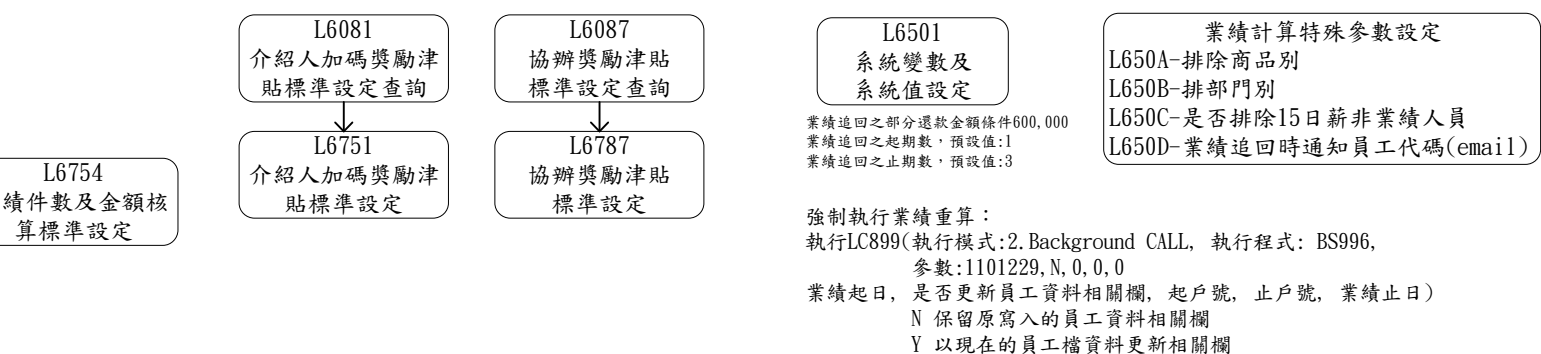 L6081
介紹人加碼獎勵津
貼標準設定查詢
L6087
協辦獎勵津貼
標準設定查詢
L6751
介紹人加碼獎勵津
貼標準設定
L6787
協辦獎勵津貼
標準設定
L6754
績件數及金額核
算標準設定
L6501
系統變數及
系統值設定
業績追回之部分還款金額條件600,000
業績追回之起期數，預設值:1
業績追回之止期數，預設值:3
業績計算特殊參數設定
L650A-排除商品別
L650B-排部門別
L650C-是否排除15日薪非業績人員
L650D-業績追回時通知員工代碼(email)
強制執行業績重算：
執行LC899(執行模式:2.Background CALL, 執行程式: BS996,
參數:1101229,N,0,0,0
業績起日, 是否更新員工資料相關欄, 起戶號, 止戶號, 業績止日)
N 保留原寫入的員工資料相關欄
Y 以現在的員工檔資料更新相關欄